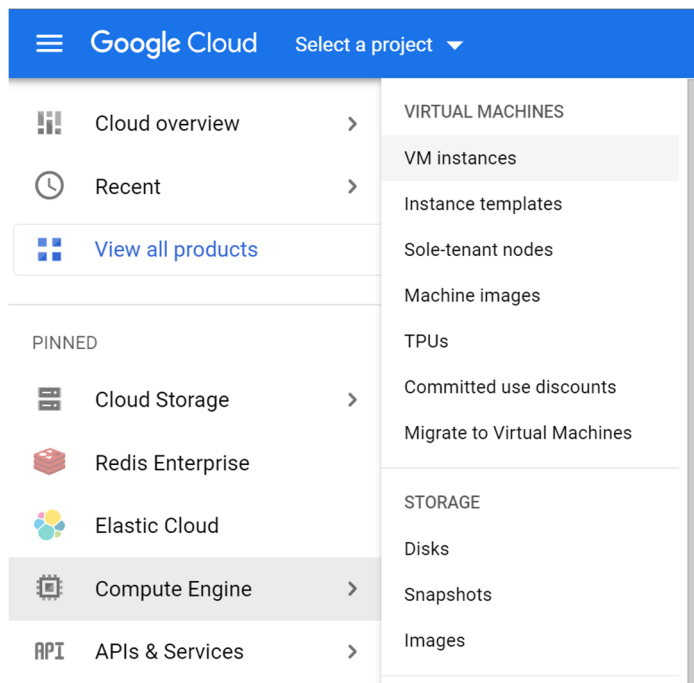 Google Cloud
Select a project
Cloud overview
Recent
View all products
PINNED
Cloud Storage
Redis Enterprise
Elastic Cloud
Compute Engine
API
APIs & Services
VIRTUAL MACHINES
VM instances
Instance templates
Sole-tenant nodes
Machine images
TPUs
Committed use discounts
Migrate to Virtual Machines
STORAGE
Disks
Snapshots
Images